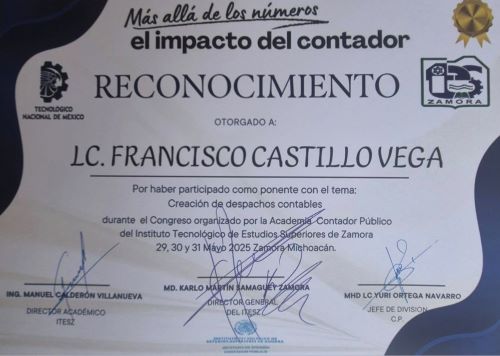 Más allá de los números
el impacto del contador
RECONOCIMIENTO
TECNOLÓGICO
NACIONAL DE MÉXICO
ZAMORA
OTORGADO A:
LC. FRANCISCO CASTILLO VEGA
Por haber participado como ponente con el tema:
Creación de despachos contables
durante el Congreso organizado por la Academia Contador Público
del Instituto Tecnológico de Estudios Superiores de Zamora
29, 30 y 31 Mayo 2025 Zamora Michoacán.
ING. MANUEL CALDERÓN VILLANUEVA
DIRECTOR ACADÉMICO
ITESZ
MD. KARLO MARTÍN SAMAGUEY ZAMORA
DIRECTOR GENERAL
DEL ITESZ
MHD LC YURI ORTEGA NAVARRO
JEFE DE DIVISION
C.P.